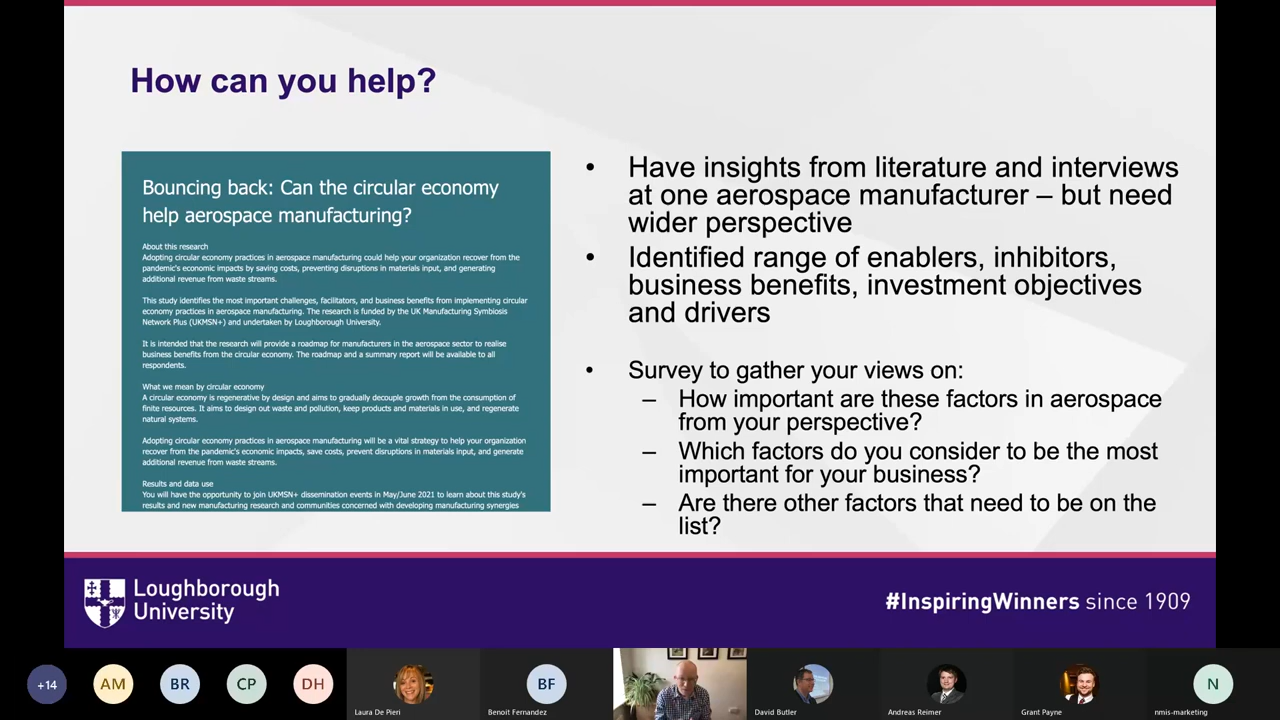 How can you help?
Bouncing back: Can the circular economy
help aerospace manufacturing?
About this research
Adopting circular economy practices in aerospace manufacturing could help your organization recover from the
pandemic's economic impacts by saving costs, preventing disruptions in materials input, and generating
additional revenue from waste streams.
This study identifies the most important challenges, facilitators, and business benefits from implementing circular
economy practices in aerospace manufacturing. The research is funded by the UK Manufacturing Symbiosis
Network Plus (UKMSN+) and undertaken by Loughborough University.
It is intended that the research will provide a roadmap for manufacturers in the aerospace sector to realise
business benefits from the circular economy. The roadmap and a summary report will be available to all
respondents.
What we mean by circular economy
A circular economy is regenerative by design and aims to gradually decouple growth from the consumption of
finite resources. It aims to design out waste and pollution, keep products and materials in use, and regenerate
natural systems.
Adopting circular economy practices in aerospace manufacturing will be a vital strategy to help your organization
recover from the pandemic's economic impacts, save costs, prevent disruptions in materials input, and generate
additional revenue from waste streams.
Results and data use
You will have the opportunity to join UKMSN+ dissemination events in May/June 2021 to learn about this study's
results and new manufacturing research and communities concerned with developing manufacturing synergies
• Have insights from literature and interviews
at one aerospace manufacturer – but need
wider perspective
• Identified range of enablers, inhibitors,
business benefits, investment objectives
and drivers
• Survey to gather your views on:
– How important are these factors in aerospace
from your perspective?
– Which factors do you consider to be the most
important for your business?
– Are there other factors that need to be on the
list?
Loughborough
University
#InspiringWinners since 1909
+14
AM
BR
CP
DH
Laura De Pieri
BF
Benoit Fernandez
David Butler
Andreas Reimer
Grant Payne
N
nmis-marketing